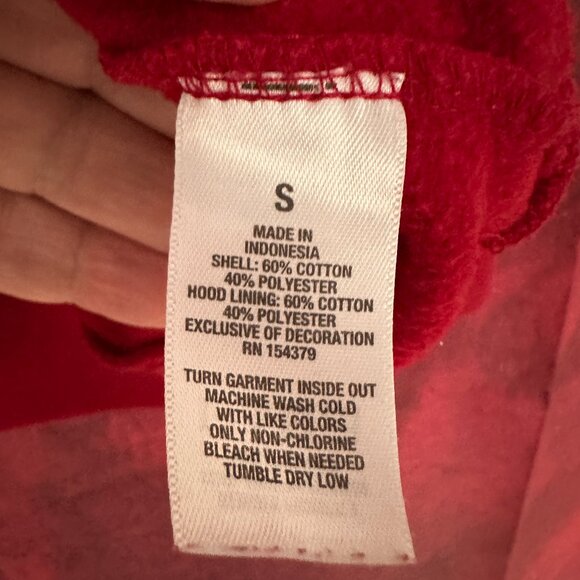 S
MADE IN
INDONESIA
SHELL: 60% COTTON
40% POLYESTER
HOOD LINING: 60% COTTON
40% POLYESTER
EXCLUSIVE OF DECORATION
RN 154379
TURN GARMENT INSIDE OUT
MACHINE WASH COLD
WITH LIKE COLORS
ONLY NON-CHLORINE
BLEACH WHEN NEEDED
TUMBLE DRY LOW